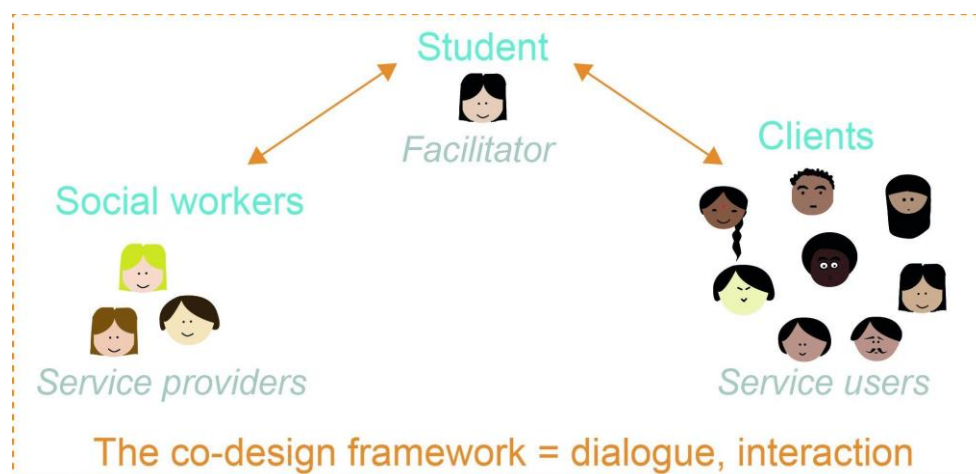 Student
Facilitator
Clients
Social workers
Service providers
Service users
The co-design framework = dialogue, interaction